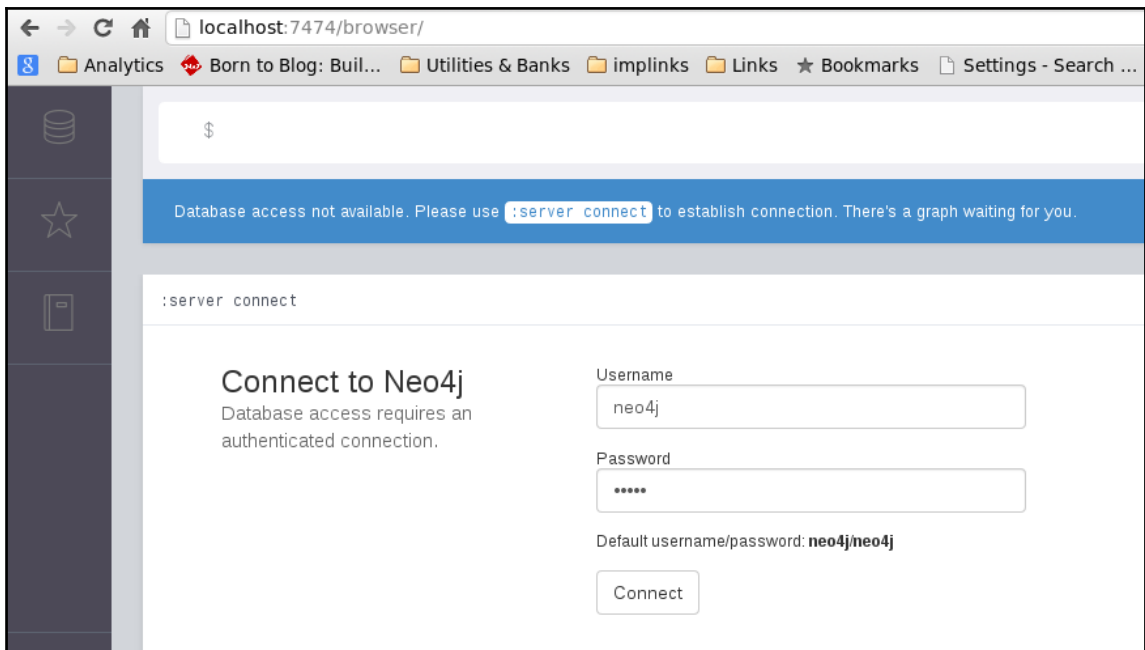 localhost:7474/browser/
8 Analytics 24x7 Born to Blog: Buil... Utilities & Banks implinks Links Bookmarks Settings - Search ...
$
Database access not available. Please use :server connect to establish connection. There's a graph waiting for you.
:server connect
Connect to Neo4j
Database access requires an
authenticated connection.
Username
neo4j
Password
•••••
Default username/password: neo4j/neo4j
Connect